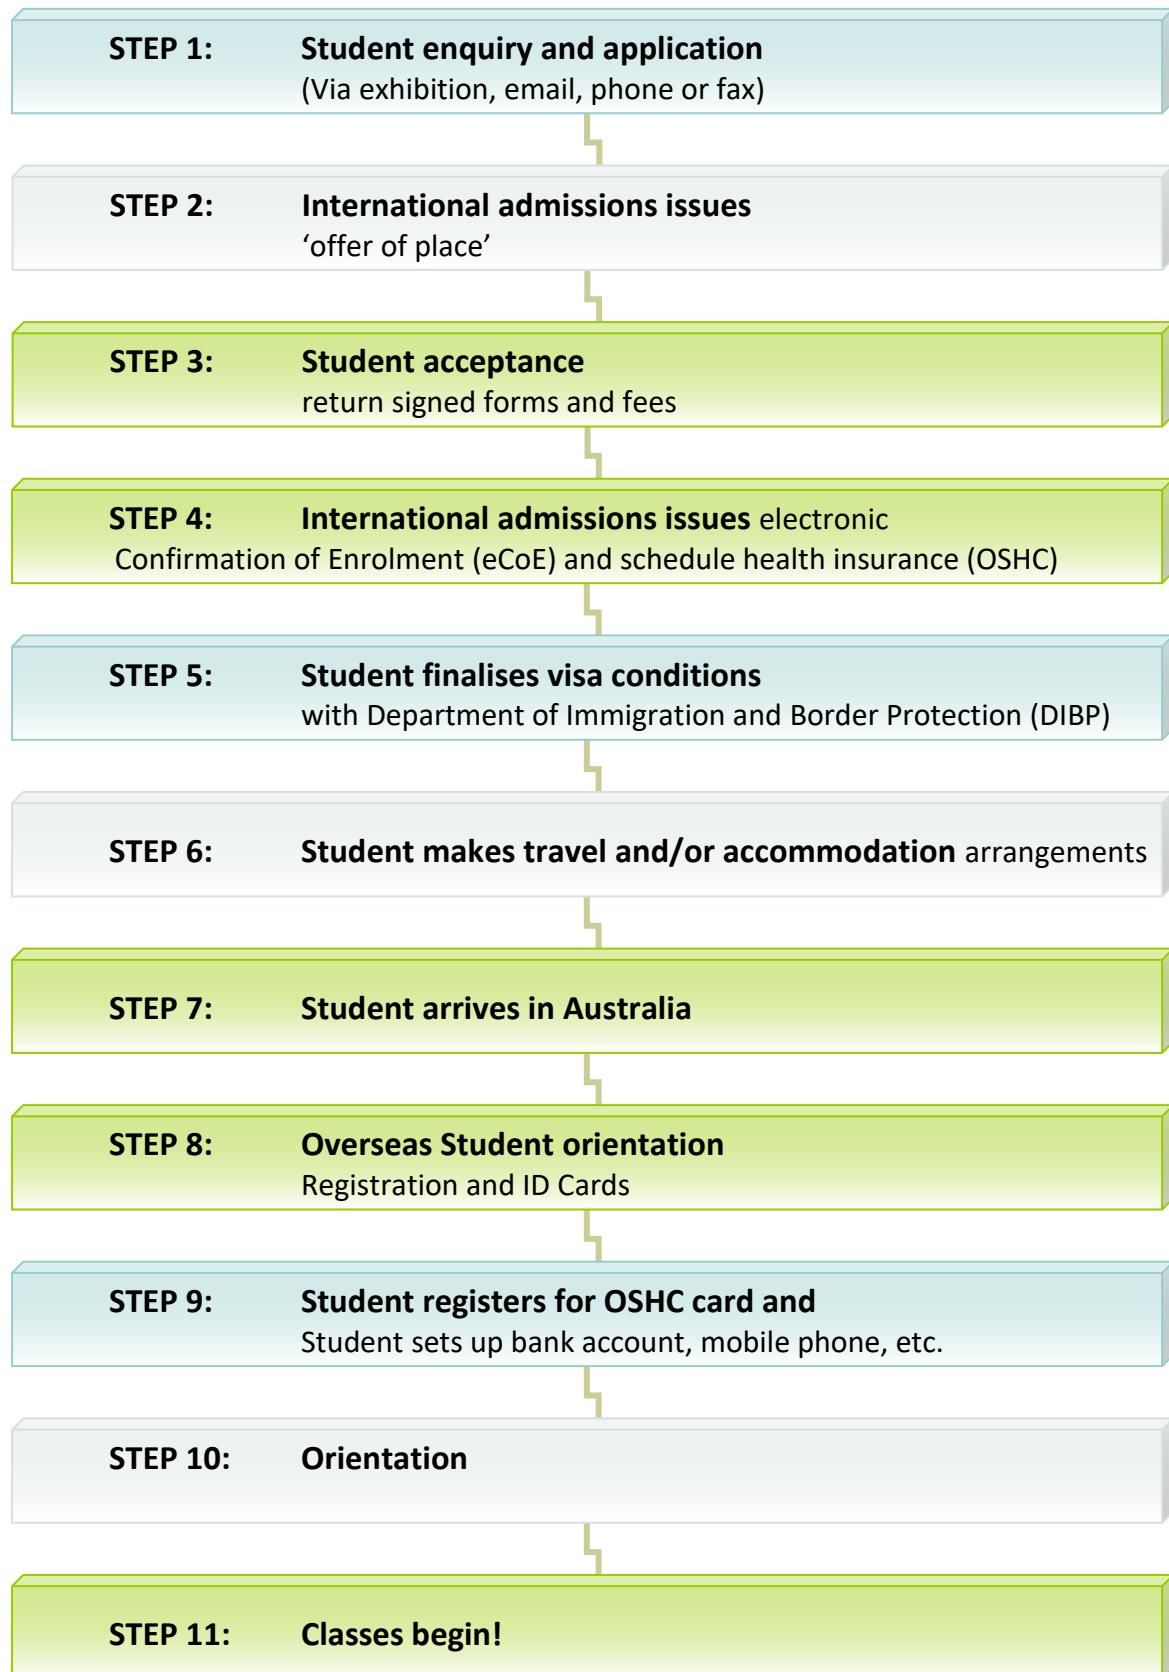 STEP 1: Student enquiry and application
(Via exhibition, email, phone or fax)
STEP 2: International admissions issues
‘offer of place’
STEP 3: Student acceptance
return signed forms and fees
STEP 4: International admissions issues electronic
Confirmation of Enrolment (eCoE) and schedule health insurance (OSHC)
STEP 5: Student finalises visa conditions
with Department of Immigration and Border Protection (DIBP)
STEP 6: Student makes travel and/or accommodation arrangements
STEP 7: Student arrives in Australia
STEP 8: Overseas Student orientation
Registration and ID Cards
STEP 9: Student registers for OSHC card and
Student sets up bank account, mobile phone, etc.
STEP 10: Orientation
STEP 11: Classes begin!